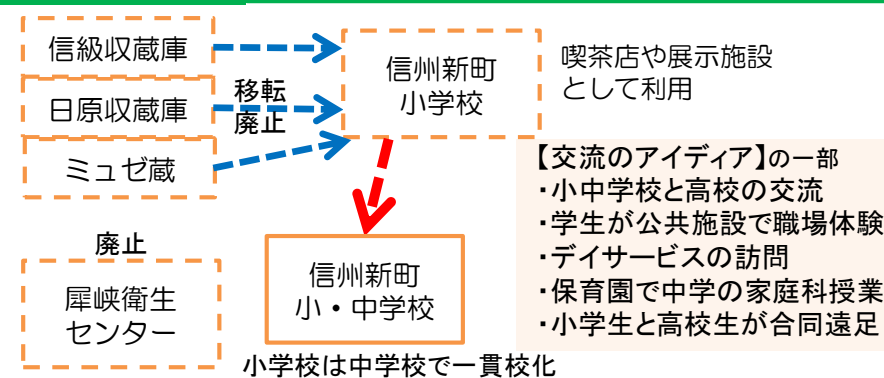 信級収蔵庫
日原収蔵庫
ミュゼ蔵
移転
廃止
信州新町
小学校
喫茶店や展示施設
として利用
【交流のアイディア】の一部
・小中学校と高校の交流
・学生が公共施設で職場体験
・デイサービスの訪問
・保育園で中学の家庭科授業
・小学生と高校生が合同遠足
廃止
犀峡衛生
センター
信州新町
小・中学校
小学校は中学校で一貫校化